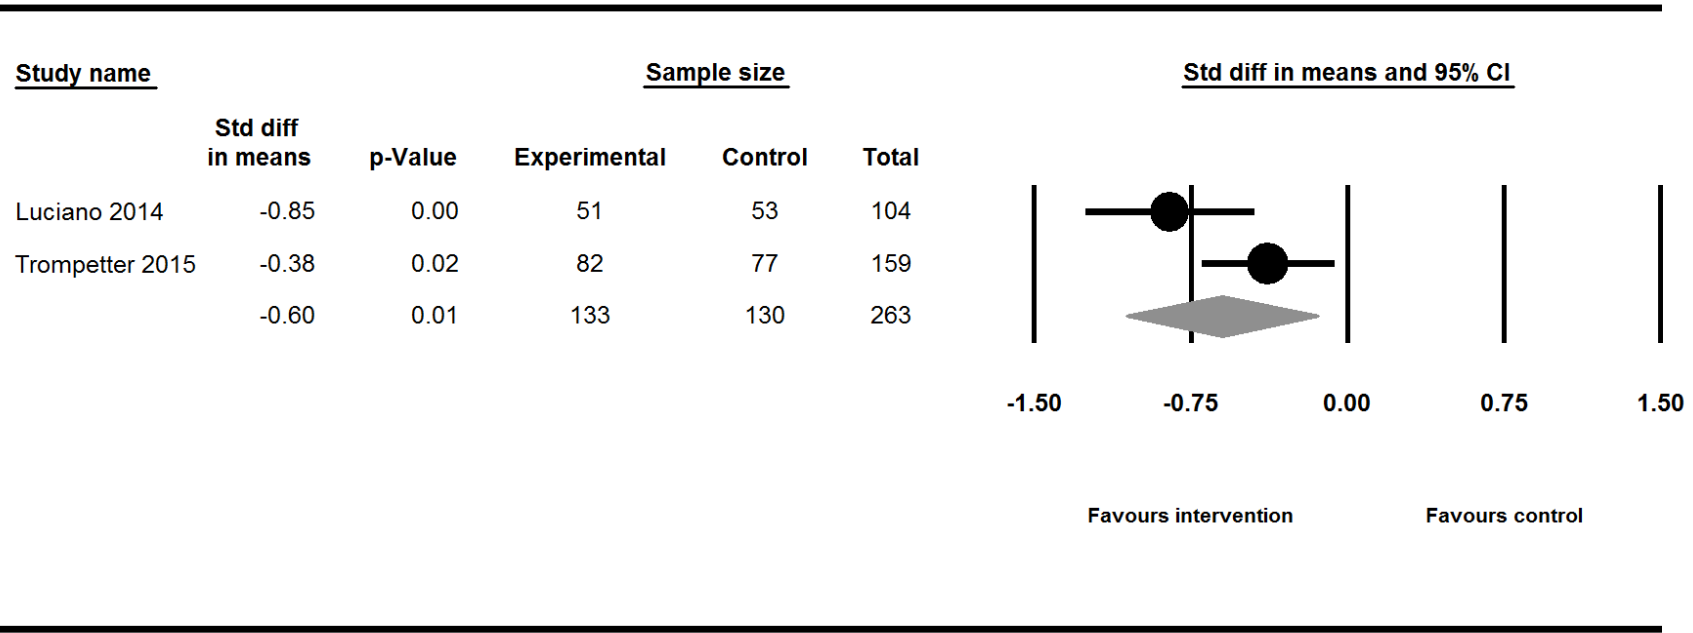 Study name Sample size Std diff in means and 95% CI
Std diff
in means p-Value Experimental Control Total
Luciano 2014 -0.85 0.00 51 53 104
Trompetter 2015 -0.38 0.02 82 77 159
-0.60 0.01 133 130 263
-1.50 -0.75 0.00 0.75 1.50
Favours intervention Favours control